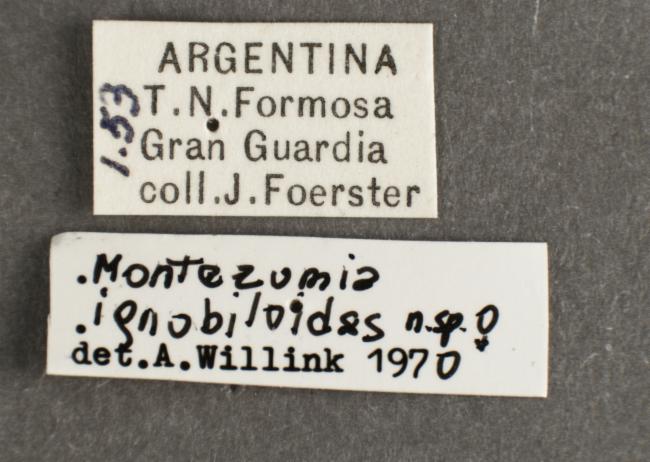 ARGENTINA
T.N.Formosa
Gran Guardia
coll.J.Foerster
1.53
.Montezumia
.ignobiloides n.sp. ♀
det.A.Willink 1970